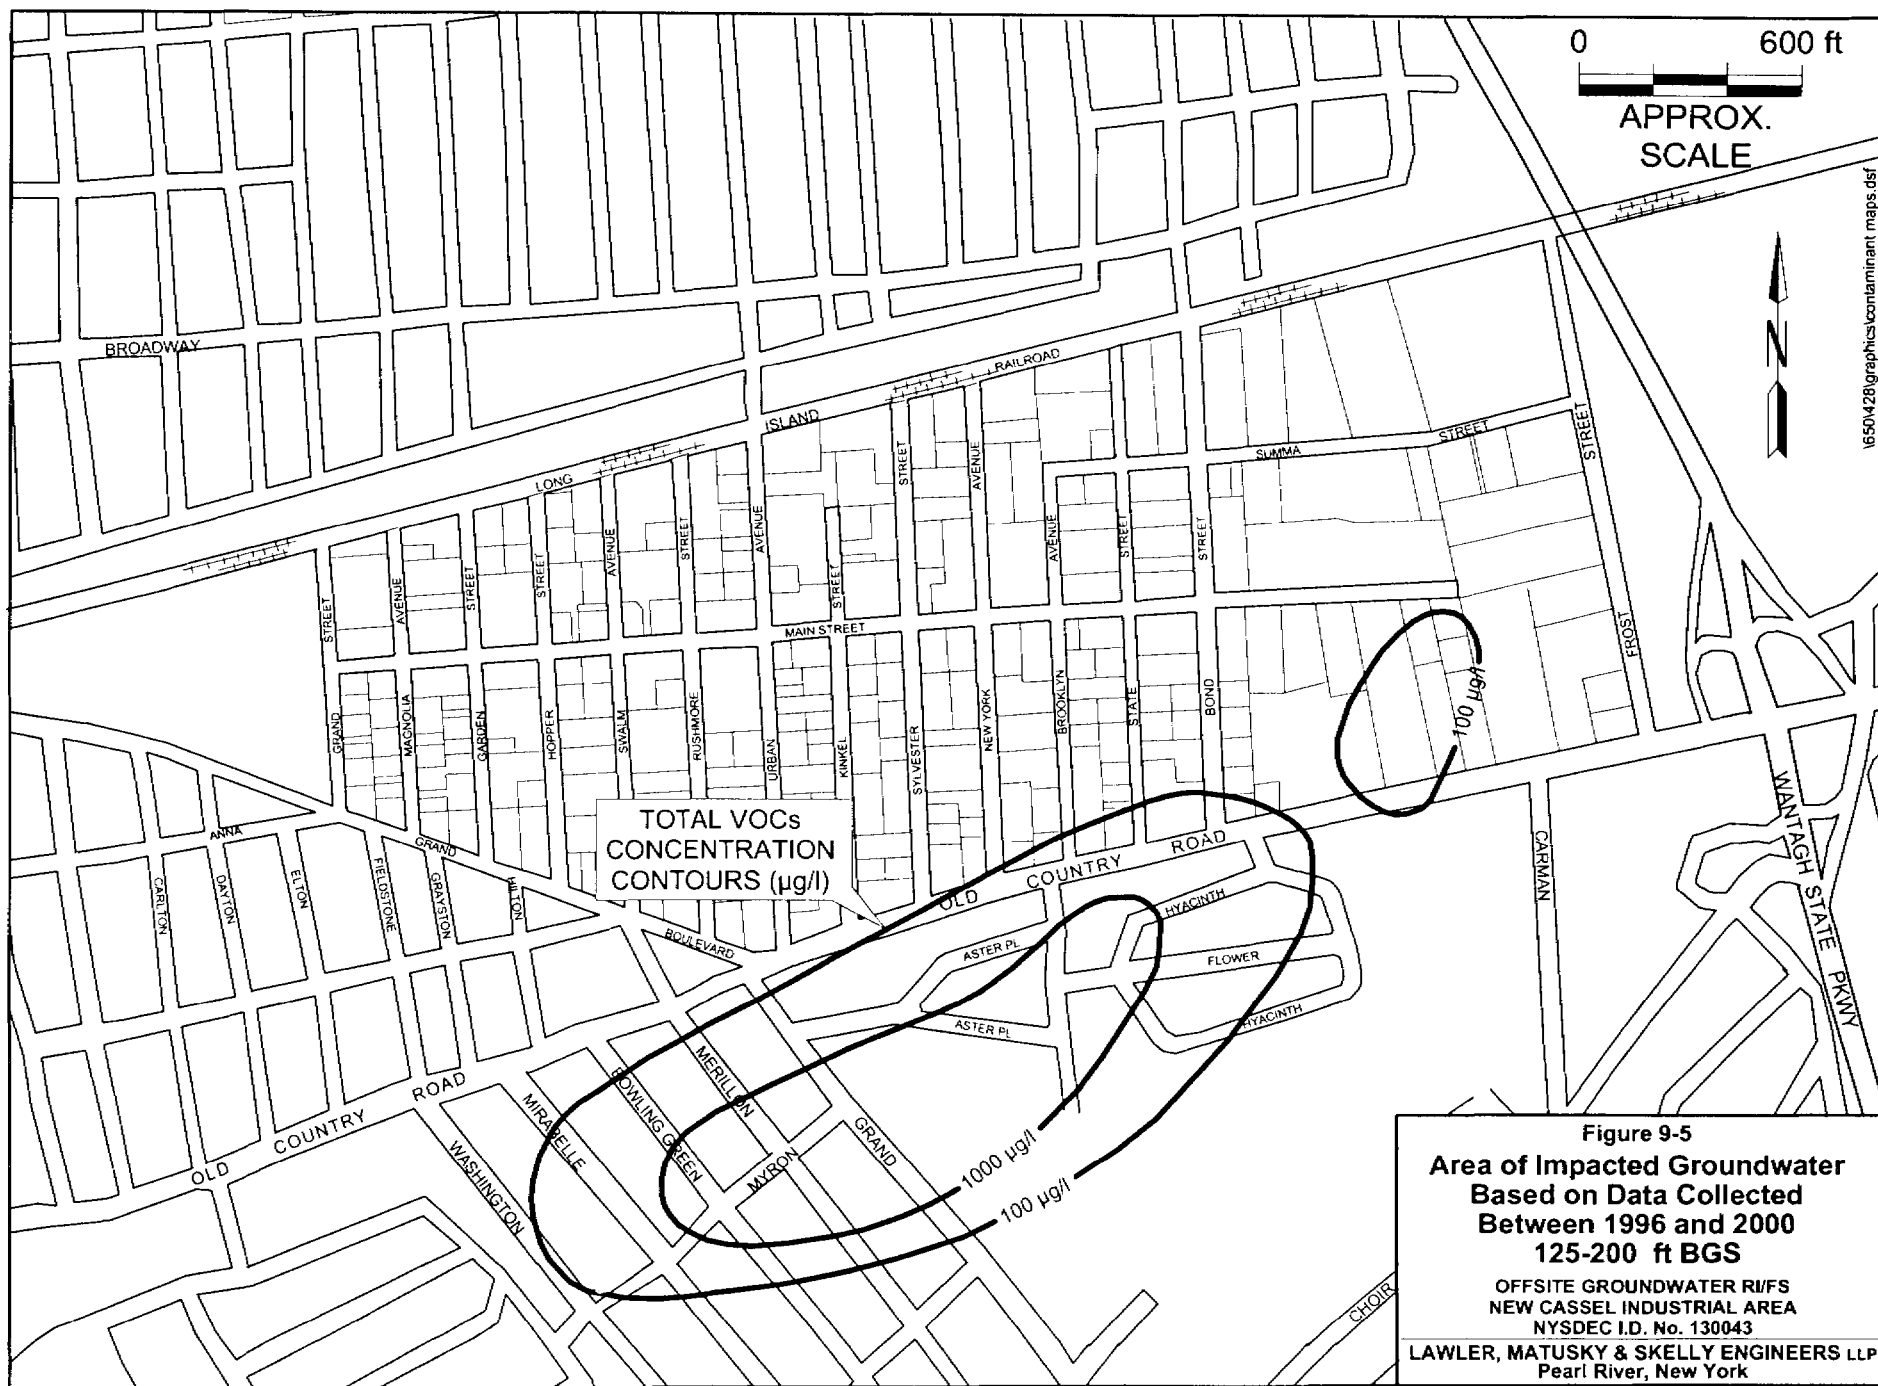 0 600 ft
APPROX.
SCALE
\650\428\graphics\contaminant maps.dsf
N
BROADWAY
LONG
ISLAND
RAILROAD
STREET
AVENUE
STREET
STREET
AVENUE
STREET
AVENUE
STREET
STREET
AVENUE
AVENUE
STREET
STREET
SUMMA
STREET
STREET
MAIN STREET
FROST
GRAND
MAGNOLIA
GARDEN
HOPPER
SWALM
RUSHMORE
URBAN
KINKEL
SYLVESTER
NEW YORK
BROOKLYN
STATE
BOND
100 µg/l
TOTAL VOCs
CONCENTRATION
CONTOURS (µg/l)
ANNA
GRAND
BOULEVARD
CARLTON
DAYTON
ELTON
FIELDSTONE
GRAYSTON
HILTON
OLD
COUNTRY
ROAD
HYACINTH
ASTER PL
FLOWER
ASTER PL
HYACINTH
CARMAN
WANTAGH STATE PKWY
OLD
COUNTRY
ROAD
WASHINGTON
MIRABELLE
BOWLING GREEN
MERILLON
MYRON
GRAND
1000 µg/l
100 µg/l
CHOIR
Figure 9-5
Area of Impacted Groundwater
Based on Data Collected
Between 1996 and 2000
125-200 ft BGS
OFFSITE GROUNDWATER RI/FS
NEW CASSEL INDUSTRIAL AREA
NYSDEC I.D. No. 130043
LAWLER, MATUSKY & SKELLY ENGINEERS LLP
Pearl River, New York